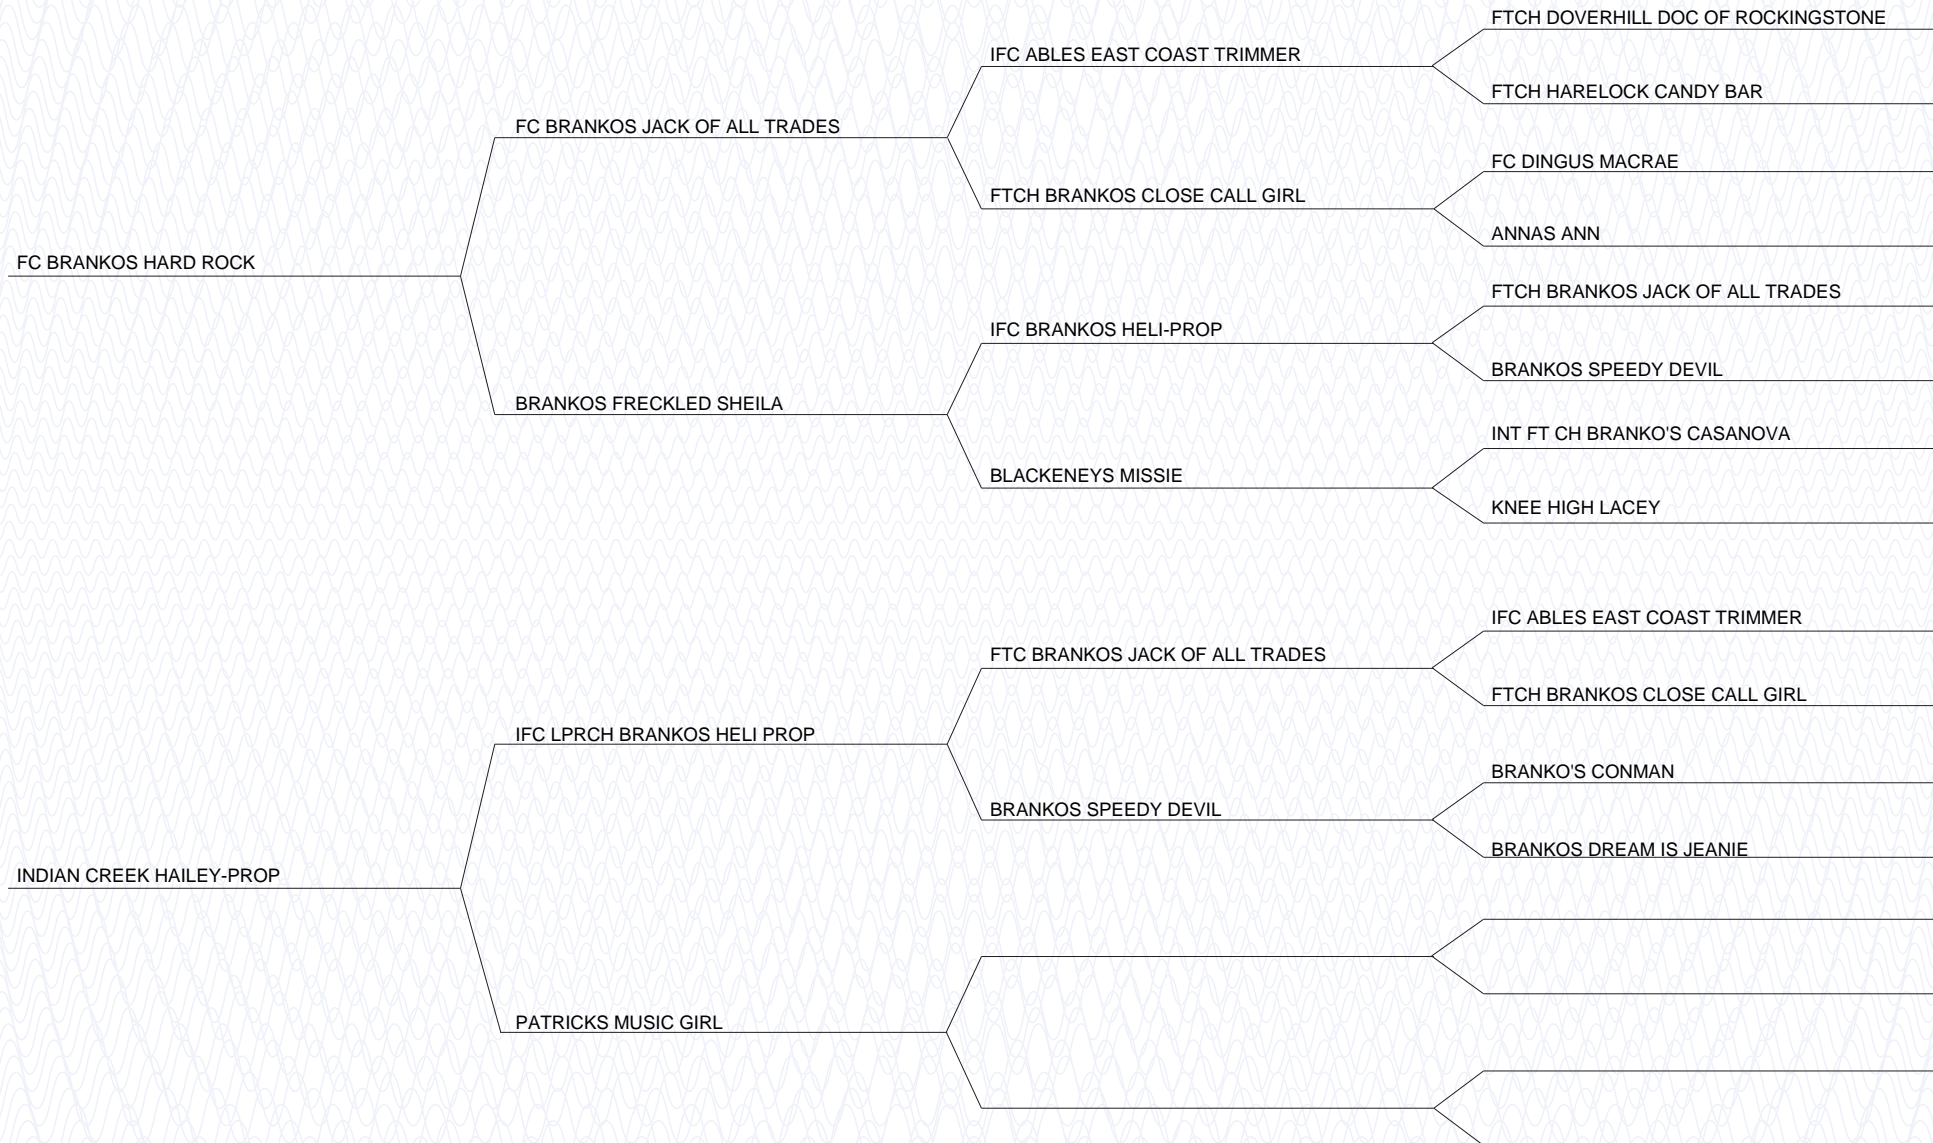 FTCH DOVERHILL DOC OF ROCKINGSTONE
IFC ABLES EAST COAST TRIMMER
FTCH HARELOCK CANDY BAR
FC BRANKOS JACK OF ALL TRADES
FC DINGUS MACRAE
FTCH BRANKOS CLOSE CALL GIRL
ANNAS ANN
FC BRANKOS HARD ROCK
FTCH BRANKOS JACK OF ALL TRADES
IFC BRANKOS HELI-PROP
BRANKOS SPEEDY DEVIL
BRANKOS FRECKLED SHEILA
INT FT CH BRANKO'S CASANOVA
BLACKENEYS MISSIE
KNEE HIGH LACEY
IFC ABLES EAST COAST TRIMMER
FTC BRANKOS JACK OF ALL TRADES
FTCH BRANKOS CLOSE CALL GIRL
IFC LPRCH BRANKOS HELI PROP
BRANKO'S CONMAN
BRANKOS SPEEDY DEVIL
BRANKOS DREAM IS JEANIE
INDIAN CREEK HAILEY-PROP
PATRICKS MUSIC GIRL